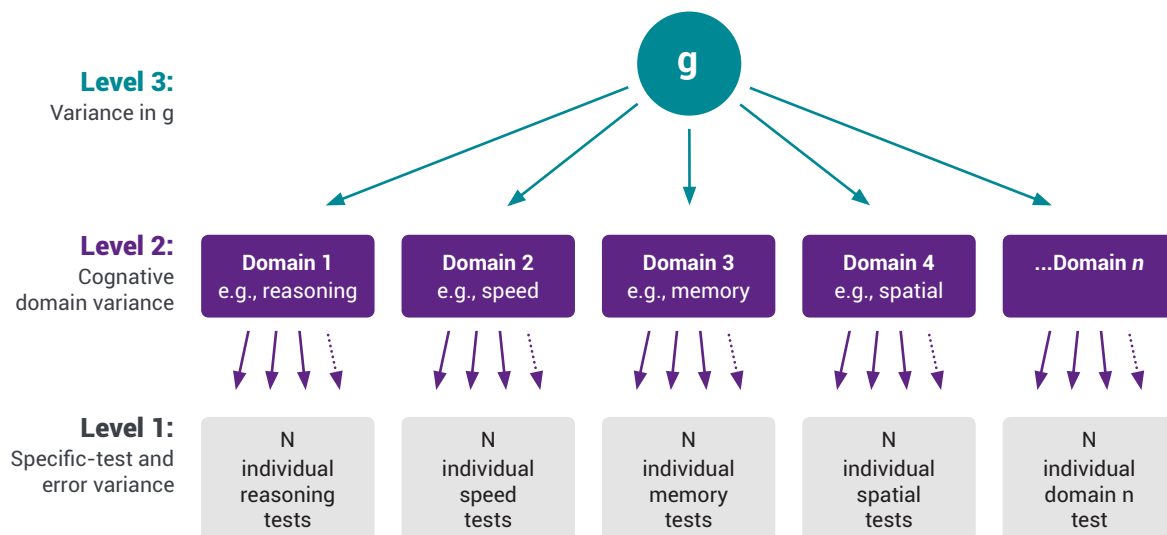 g
Level 3:
Variance in g
Level 2:
Cognative
domain variance
Domain 1
e.g., reasoning
Domain 2
e.g., speed
Domain 3
e.g., memory
Domain 4
e.g., spatial
...Domain n
Level 1:
Specific-test and
error variance
N
individual
reasoning
tests
N
individual
speed
tests
N
individual
memory
tests
N
individual
spatial
tests
N
individual
domain n
test